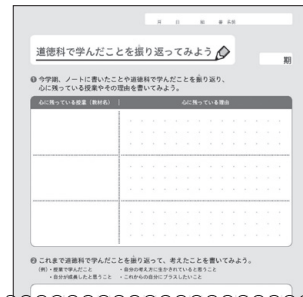 月 日 組 番 名前
道徳科で学んだことを振り返ってみよう
期
❶ 今学期、ノートに書いたことや道徳科で学んだことを振り返り、
心に残っている授業やその理由を書いてみよう。
心に残っている授業（教材名） 心に残っている理由
❷ これまで道徳科で学んだことを振り返って、考えたことを書いてみよう。
（例）・授業で学んだこと ・自分の考え方に生かされていると思うこと
・自分が成長したと思うこと ・これからの自分にプラスしたいこと